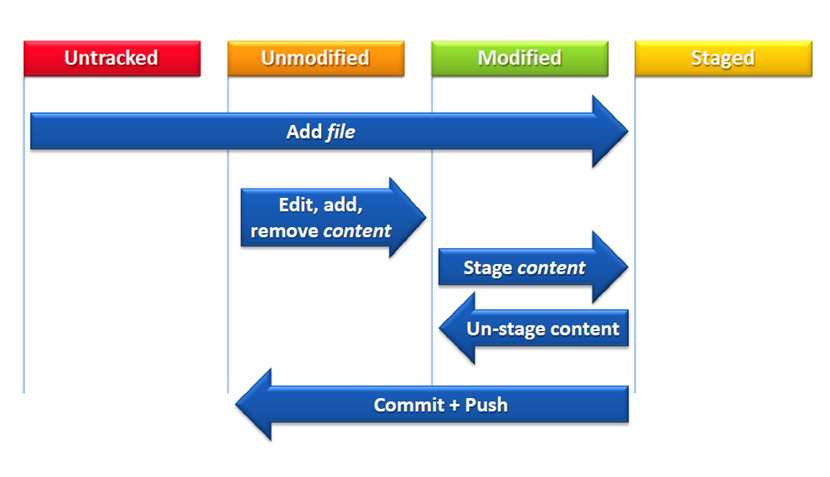 Untracked
Unmodified
Modified
Staged
Add file
Edit, add,
remove content
Stage content
Un-stage content
Commit + Push